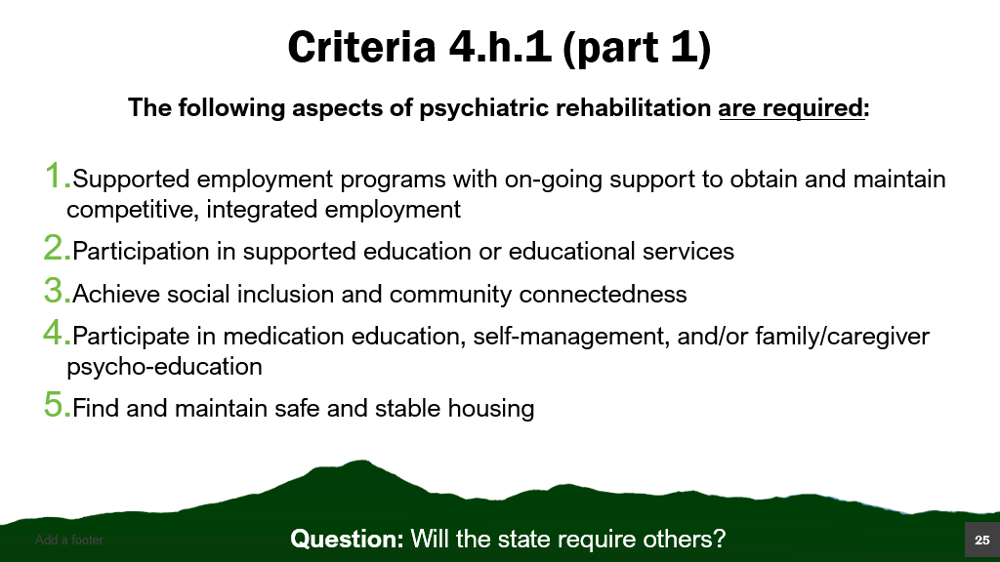 Criteria 4.h.1 (part 1)
The following aspects of psychiatric rehabilitation are required:
1.Supported employment programs with on-going support to obtain and maintain
competitive, integrated employment
2.Participation in supported education or educational services
3.Achieve social inclusion and community connectedness
4.Participate in medication education, self-management, and/or family/caregiver
psycho-education
5.Find and maintain safe and stable housing
Add a footer
Question: Will the state require others?
25